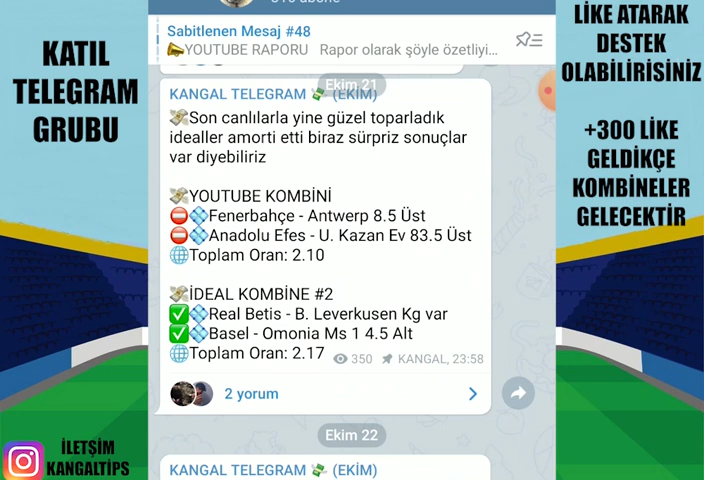 KATIL
TELEGRAM
GRUBU
Sabitlenen Mesaj #48
YOUTUBE RAPORU Rapor olarak şöyle özetliyi...
Ekim 21
KANGAL TELEGRAM 💸 (EKİM)
💸Son canlılarla yine güzel toparladık
idealler amorti etti biraz sürpriz sonuçlar
var diyebiliriz
💸YOUTUBE KOMBİNİ
⛔💠Fenerbahçe - Antwerp 8.5 Üst
⛔💠Anadolu Efes - U. Kazan Ev 83.5 Üst
🌐Toplam Oran: 2.10
💸İDEAL KOMBİNE #2
✅💠Real Betis - B. Leverkusen Kg var
✅💠Basel - Omonia Ms 1 4.5 Alt
🌐Toplam Oran: 2.17 350 KANGAL, 23:58
2 yorum
Ekim 22
KANGAL TELEGRAM 💸 (EKİM)
LİKE ATARAK
DESTEK
OLABİLİRİSİNİZ
+300 LİKE
GELDİKÇE
KOMBİNELER
GELECEKTİR
İLETŞİM
KANGALTİPS